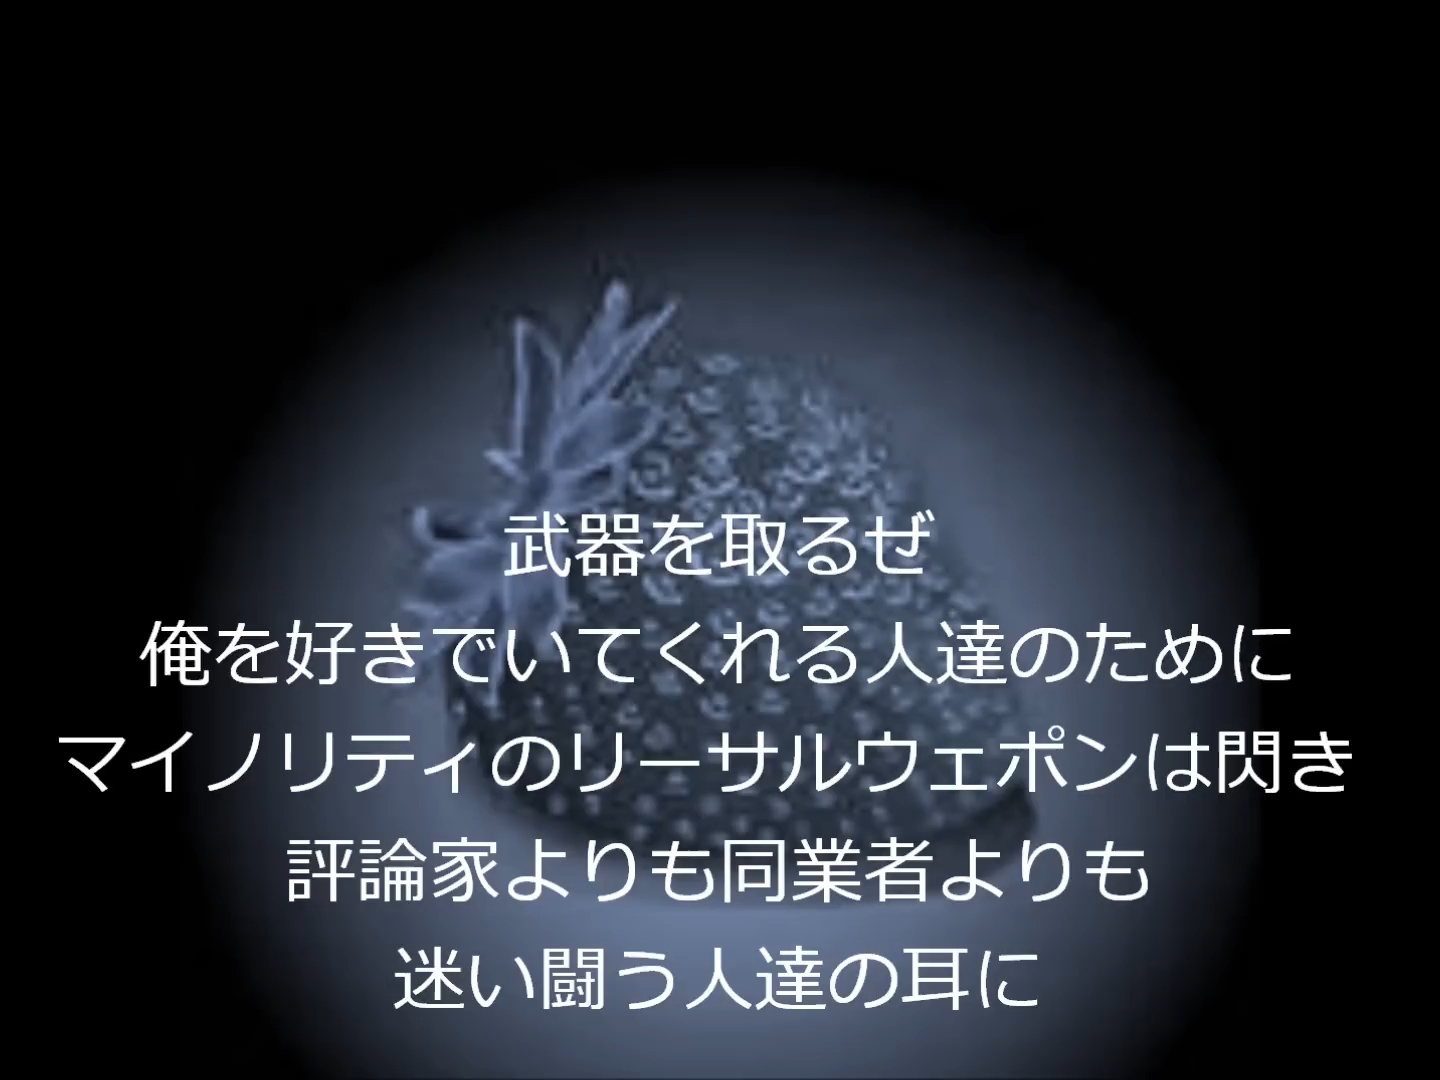 武器を取るぜ
俺を好きでいてくれる人達のために
マイノリティのリーサルウェポンは閃き
評論家よりも同業者よりも
迷い闘う人達の耳に